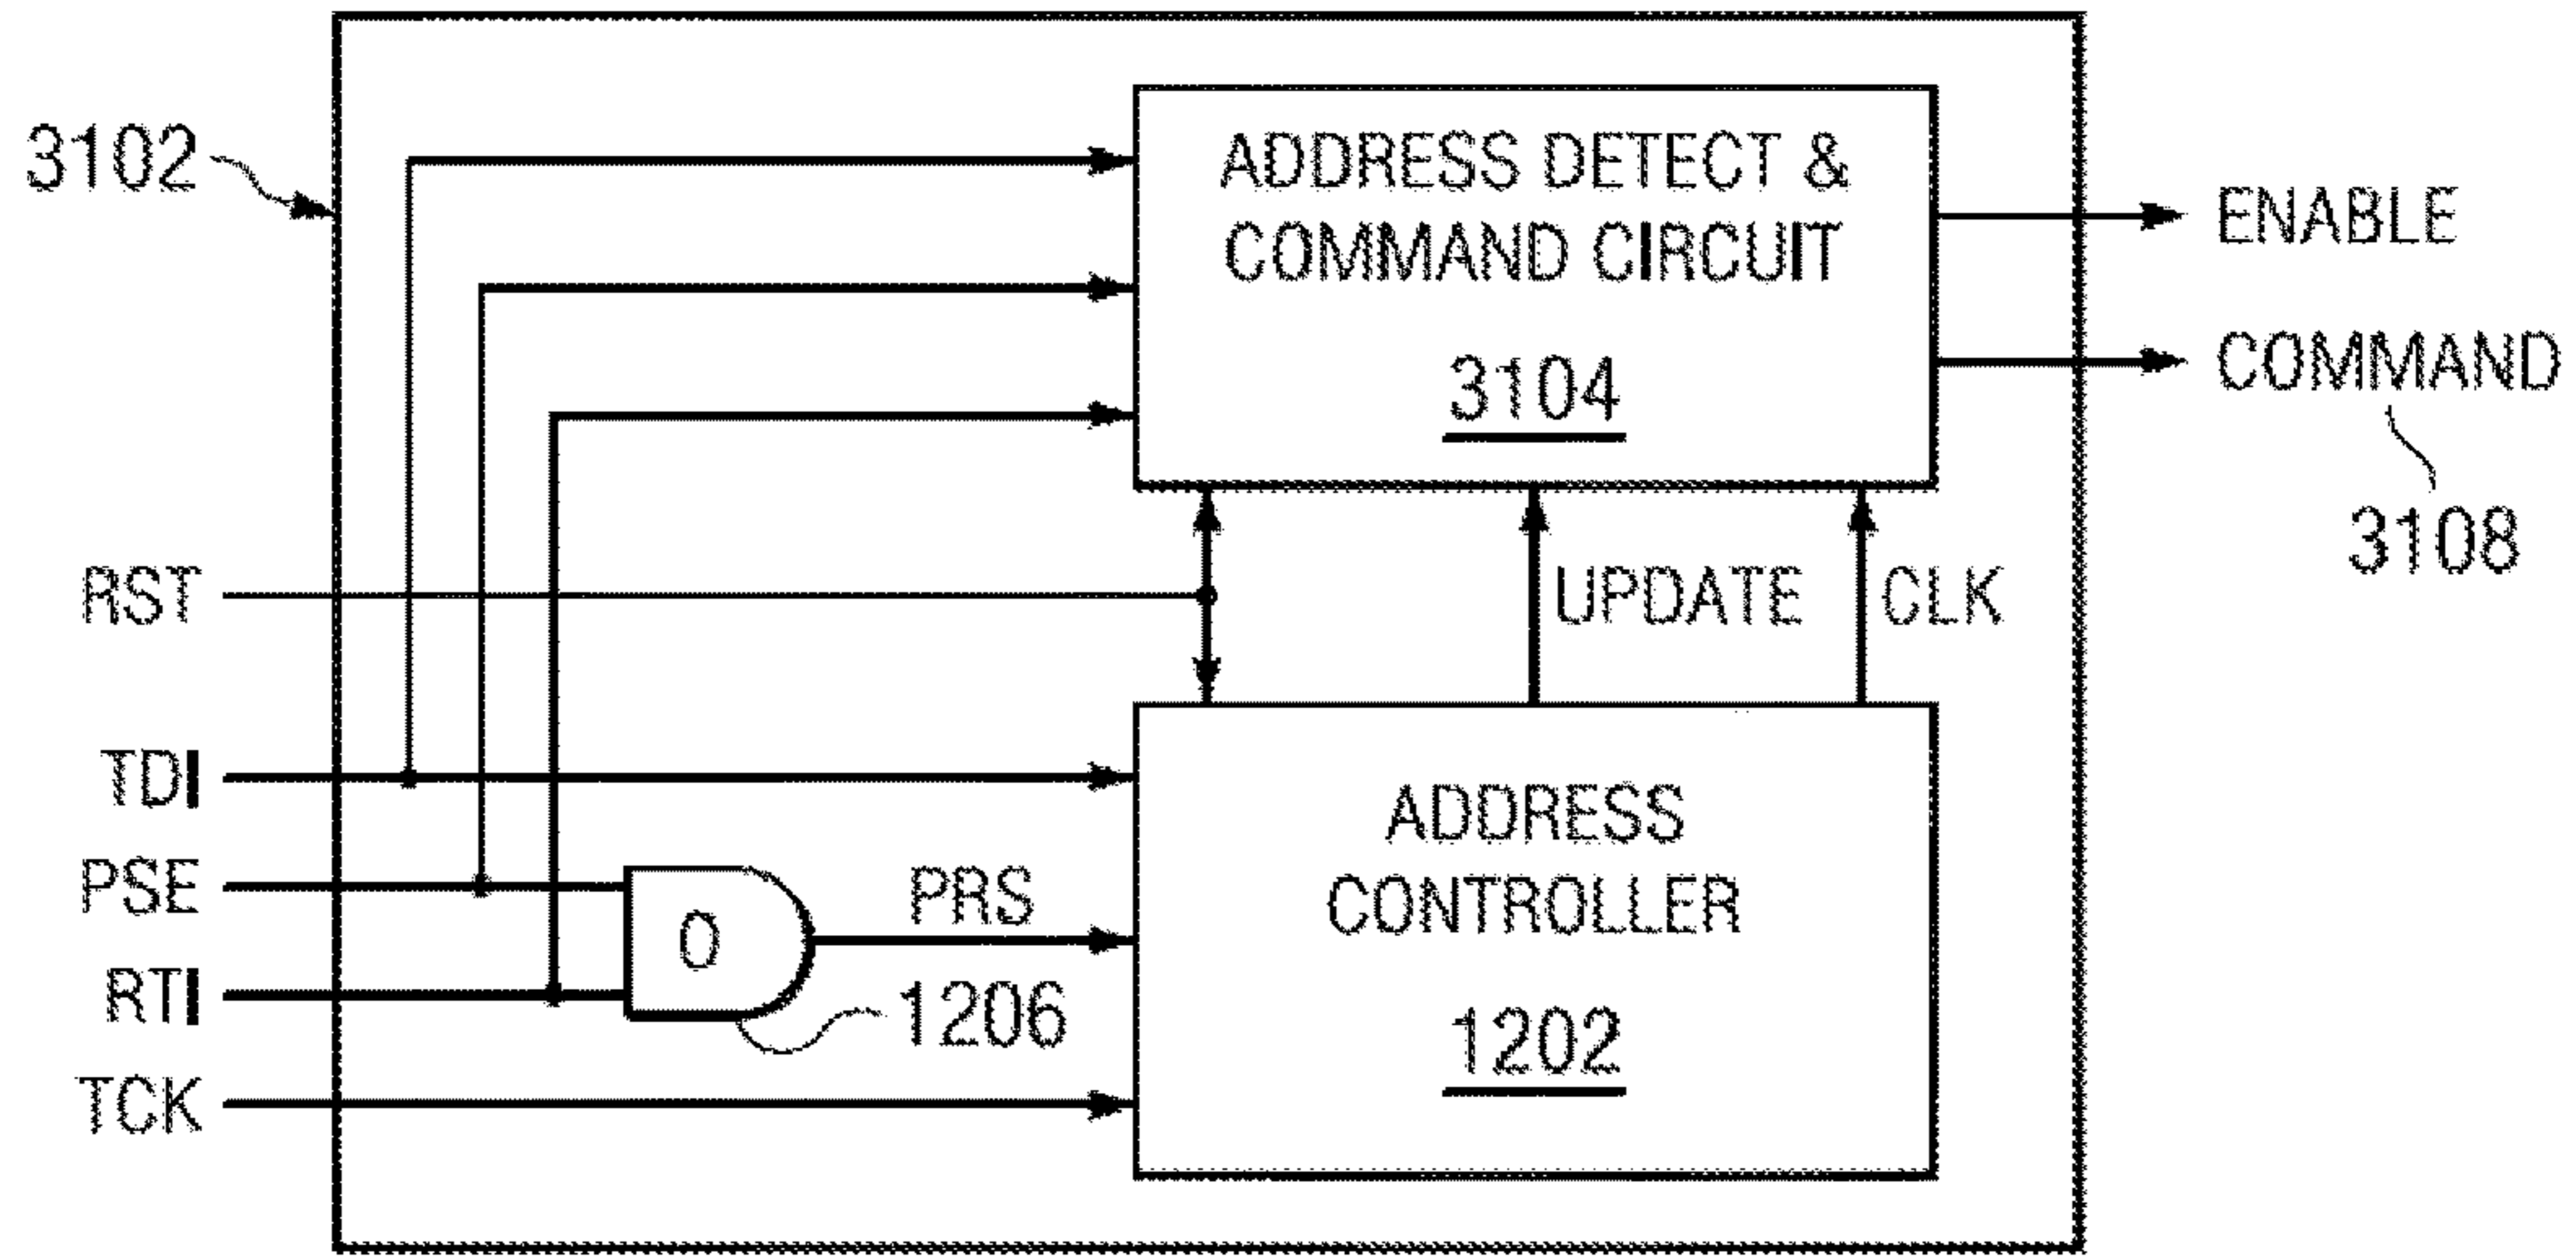 3102
ADDRESS DETECT &
COMMAND CIRCUIT
3104
ENABLE
COMMAND
3108
RST
UPDATE
CLK
TDI
PSE
RTI
TCK
O
PRS
1206
ADDRESS
CONTROLLER
1202